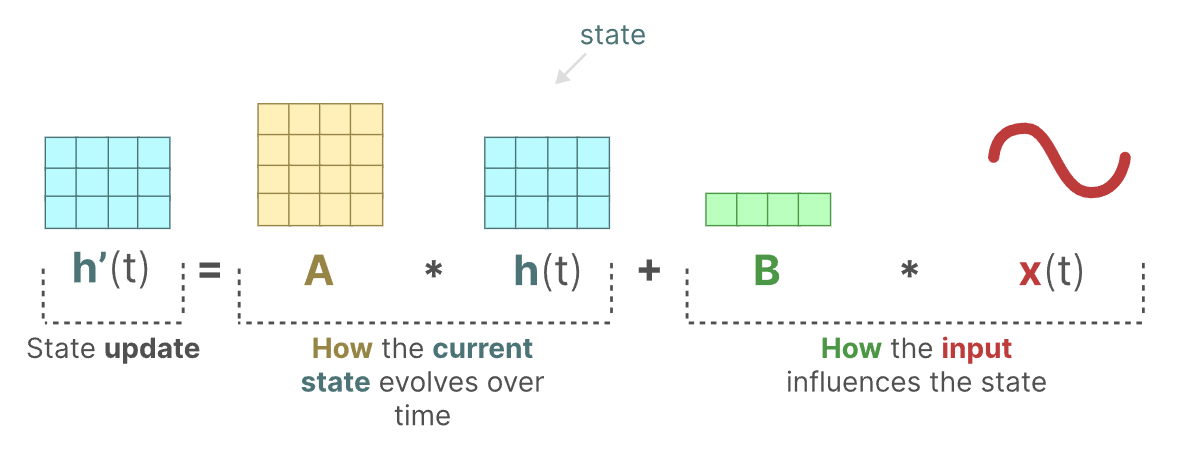 state
h’(t) = A * h(t) + B * x(t)
State update
How the current
state evolves over
time
How the input
influences the state